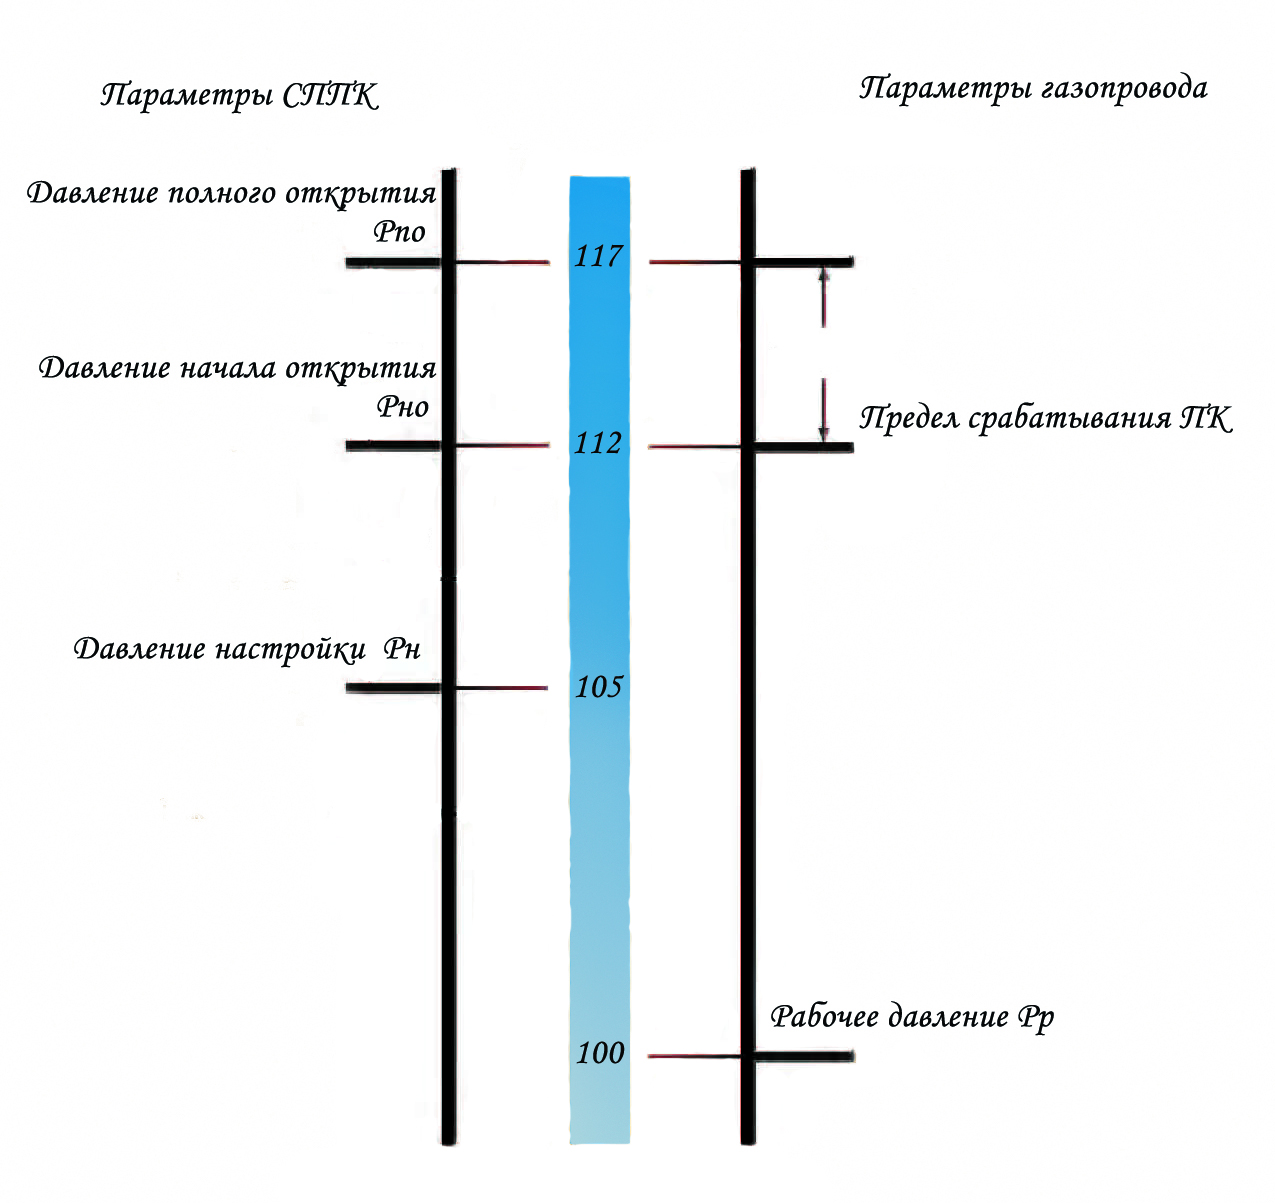 Параметры СППК
Параметры газопровода
Давление полного открытия
Рпо
117
Давление начала открытия
Рно
112
Предел срабатывания ПК
Давление настройки Рн
105
Рабочее давление Рр
100